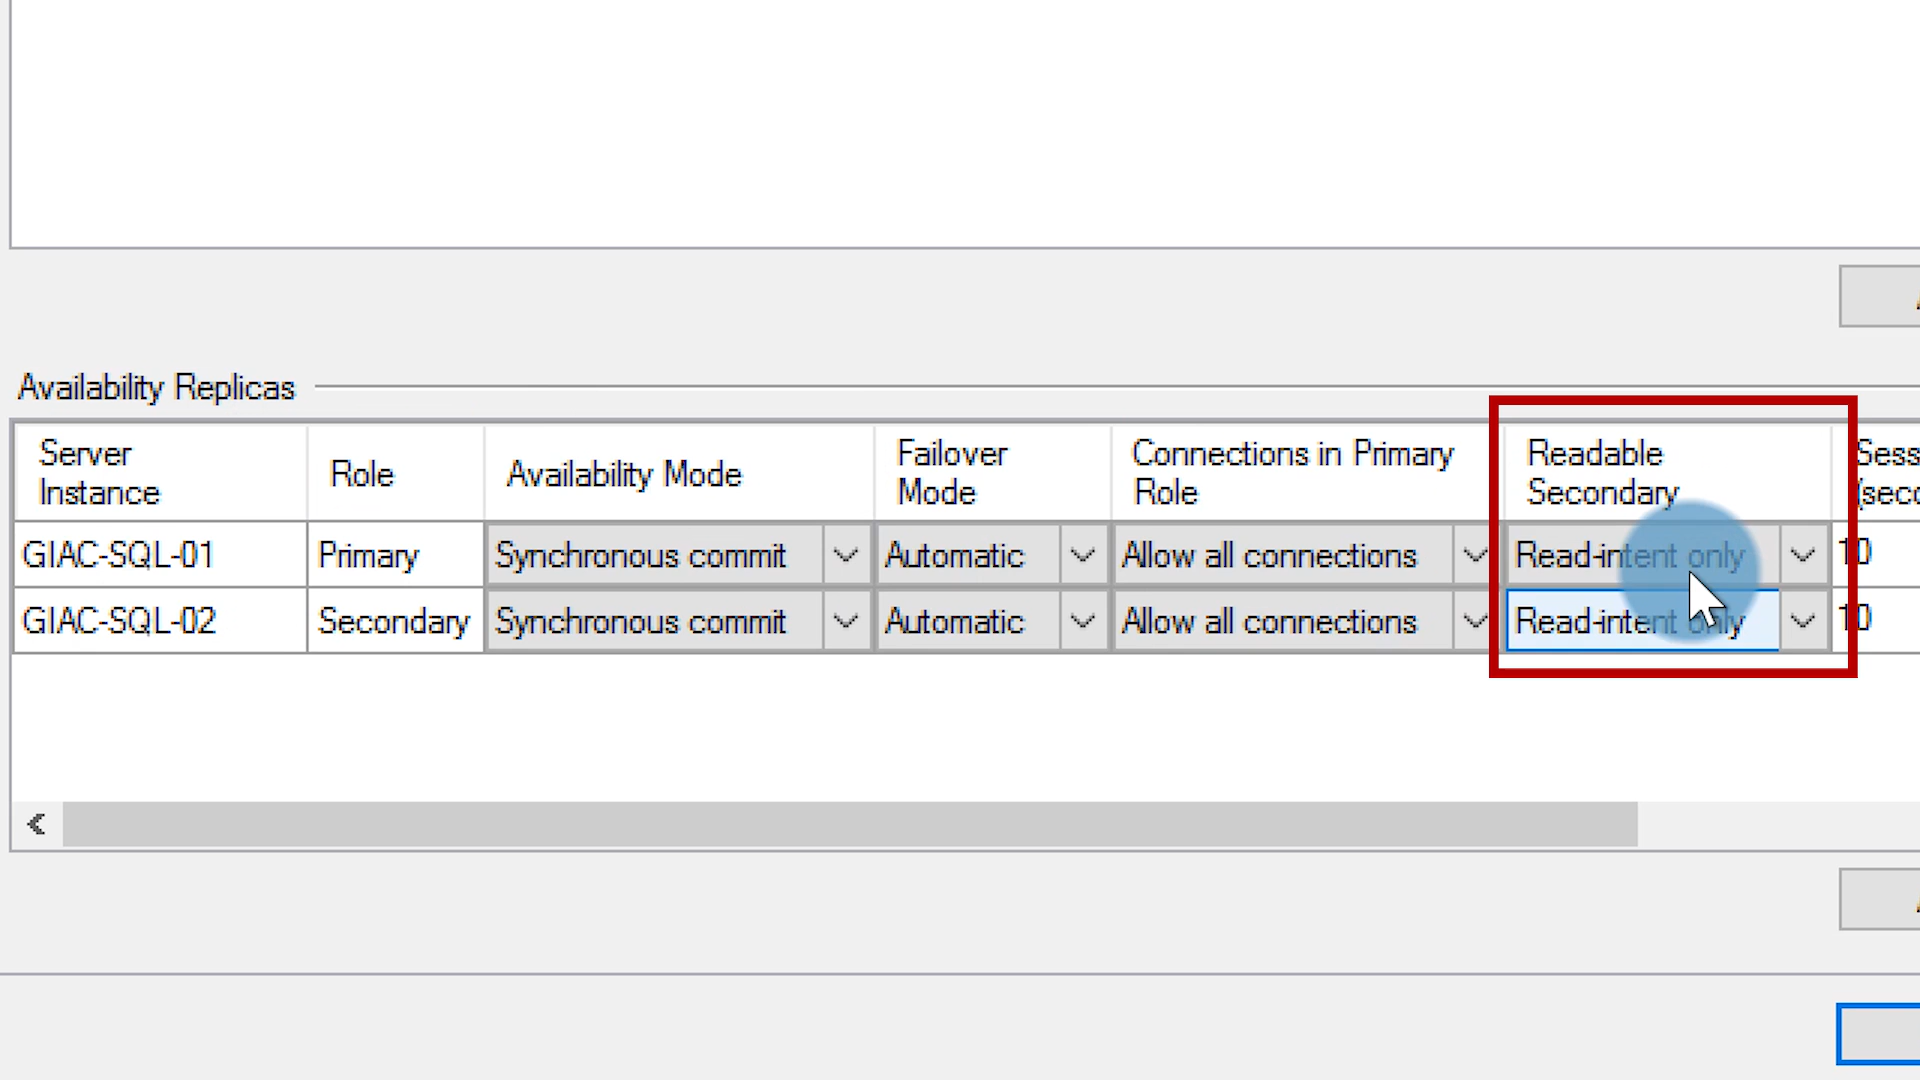 Availability Replicas
Server Instance Role Availability Mode Failover Mode Connections in Primary Role Readable Secondary
GIAC-SQL-01 Primary Synchronous commit Automatic Allow all connections Read-intent only 10
GIAC-SQL-02 Secondary Synchronous commit Automatic Allow all connections Read-intent only 10